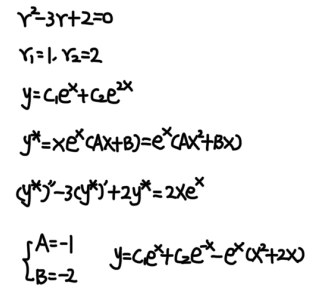 r²-3r+2=0
r₁=1, r₂=2
y=c₁eˣ+c₂e²ˣ
y*=xeˣ(Ax+B)=eˣ(Ax²+Bx)
(y*)''-3(y*)'+2y*=2xeˣ
{A=-1
B=-2 y=c₁eˣ+c₂e⁻ˣ-eˣ(x²+2x)